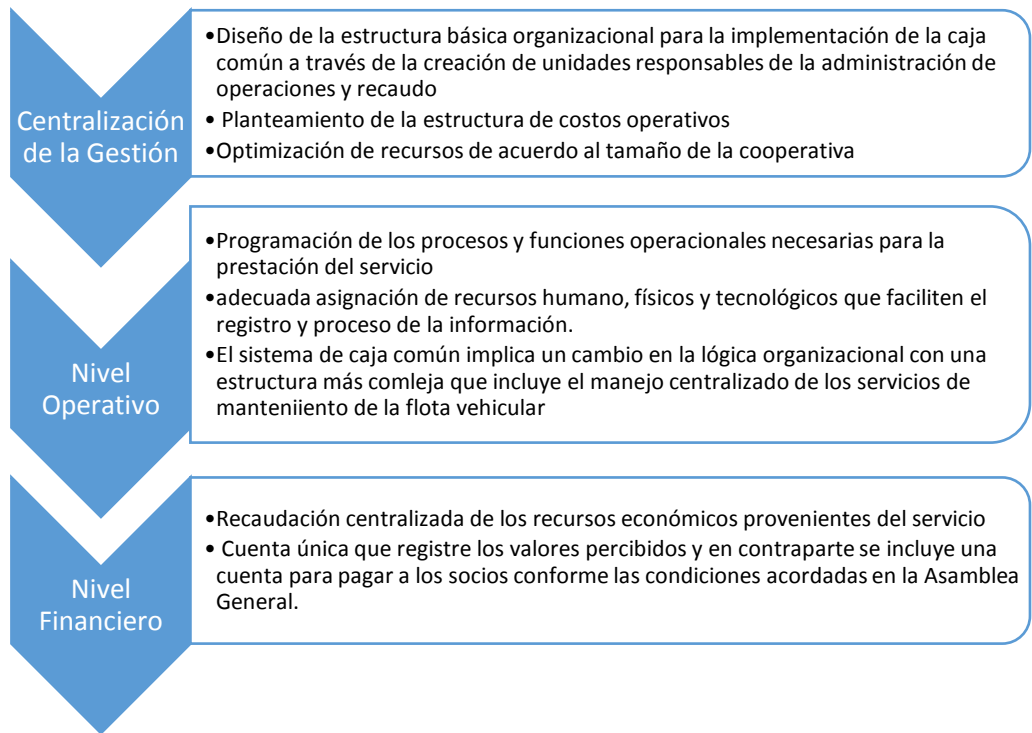 Centralización
de la Gestión
•Diseño de la estructura básica organizacional para la implementación de la caja
común a través de la creación de unidades responsables de la administración de
operaciones y recaudo
• Planteamiento de la estructura de costos operativos
•Optimización de recursos de acuerdo al tamaño de la cooperativa
Nivel
Operativo
•Programación de los procesos y funciones operacionales necesarias para la
prestación del servicio
•adecuada asignación de recursos humano, físicos y tecnológicos que faciliten el
registro y proceso de la información.
•El sistema de caja común implica un cambio en la lógica organizacional con una
estructura más comleja que incluye el manejo centralizado de los servicios de
manteniiento de la flota vehicular
Nivel
Financiero
•Recaudación centralizada de los recursos económicos provenientes del servicio
• Cuenta única que registre los valores percibidos y en contraparte se incluye una
cuenta para pagar a los socios conforme las condiciones acordadas en la Asamblea
General.